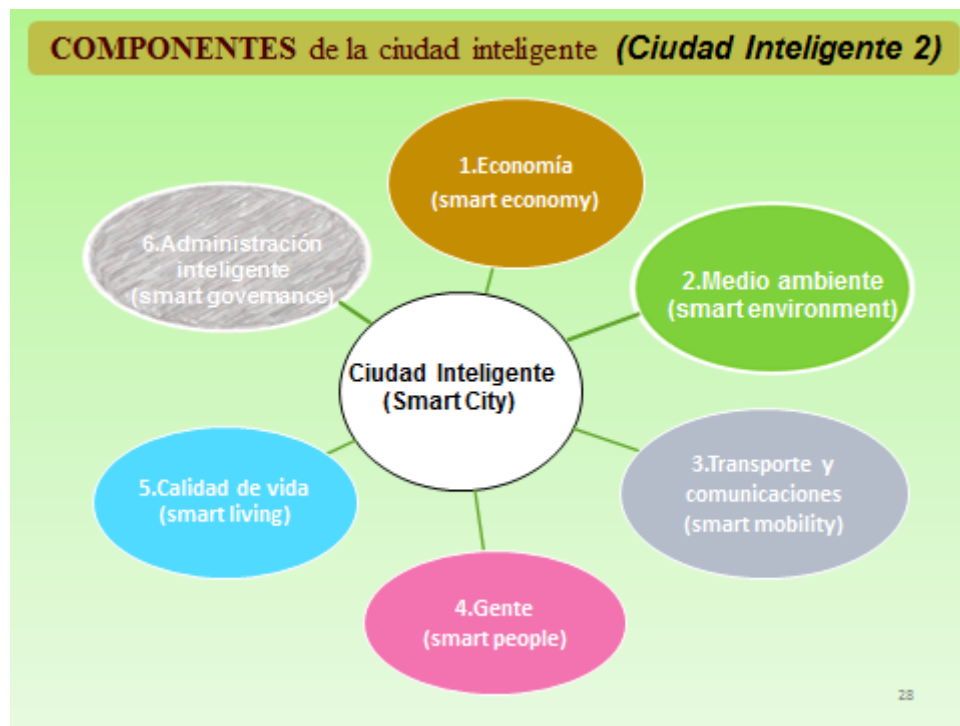 COMPONENTES de la ciudad inteligente (Ciudad Inteligente 2)
1.Economía
(smart economy)
2.Medio ambiente
(smart environment)
3.Transporte y
comunicaciones
(smart mobility)
4.Gente
(smart people)
5.Calidad de vida
(smart living)
6.Administración
inteligente
(smart governance)
Ciudad Inteligente
(Smart City)
28